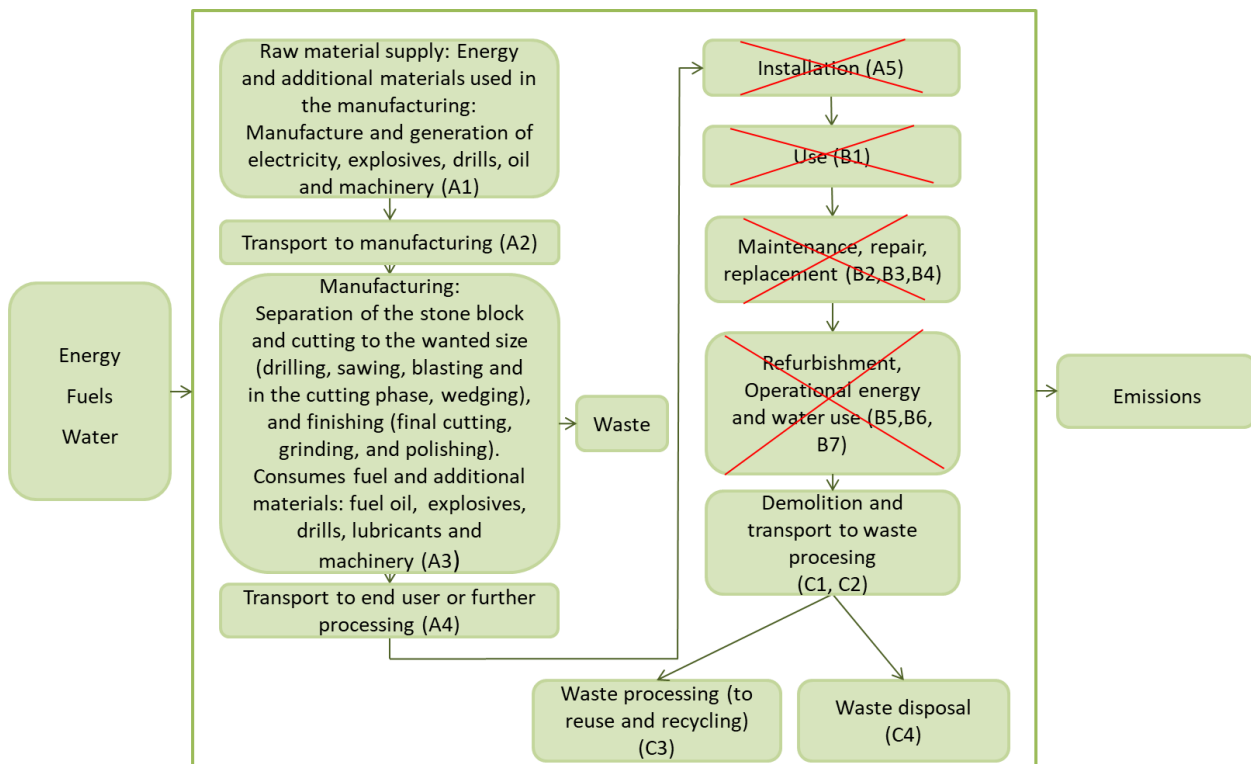 Energy
Fuels
Water
Raw material supply: Energy
and additional materials used in
the manufacturing:
Manufacture and generation of
electricity, explosives, drills, oil
and machinery (A1)
Transport to manufacturing (A2)
Manufacturing:
Separation of the stone block
and cutting to the wanted size
(drilling, sawing, blasting and
in the cutting phase, wedging),
and finishing (final cutting,
grinding, and polishing).
Consumes fuel and additional
materials: fuel oil, explosives,
drills, lubricants and
machinery (A3)
Waste
Transport to end user or further
processing (A4)
Installation (A5)
Use (B1)
Maintenance, repair,
replacement (B2,B3,B4)
Refurbishment,
Operational energy
and water use (B5,B6,
B7)
Demolition and
transport to waste
procesing
(C1, C2)
Waste processing (to
reuse and recycling)
(C3)
Waste disposal
(C4)
Emissions